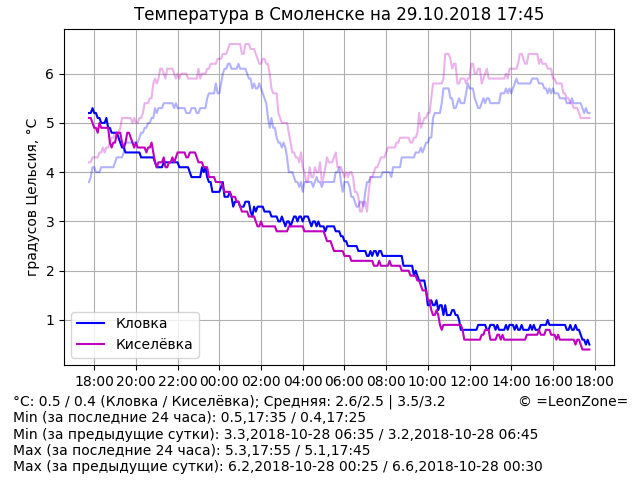 Температура в Смоленске на 29.10.2018 17:45
градусов Цельсия, °C
6
5
4
3
2
1
Кловка
Киселёвка
18:00 20:00 22:00 00:00 02:00 04:00 06:00 08:00 10:00 12:00 14:00 16:00 18:00
°C: 0.5 / 0.4 (Кловка / Киселёвка); Средняя: 2.6/2.5 | 3.5/3.2 © =LeonZone=
Min (за последние 24 часа): 0.5,17:35 / 0.4,17:25
Min (за предыдущие сутки): 3.3,2018-10-28 06:35 / 3.2,2018-10-28 06:45
Max (за последние 24 часа): 5.3,17:55 / 5.1,17:45
Max (за предыдущие сутки): 6.2,2018-10-28 00:25 / 6.6,2018-10-28 00:30